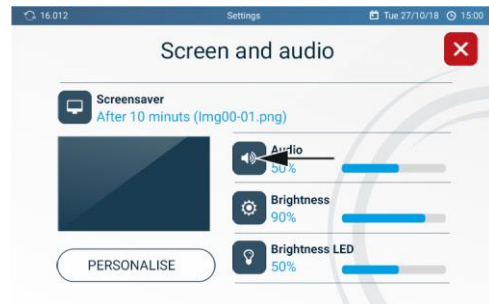 16.012 Settings Tue 27/10/18 15:00
Screen and audio
Screensaver
After 10 minuts (Img00-01.png)
Audio
50%
Brightness
90%
Brightness LED
50%
PERSONALISE